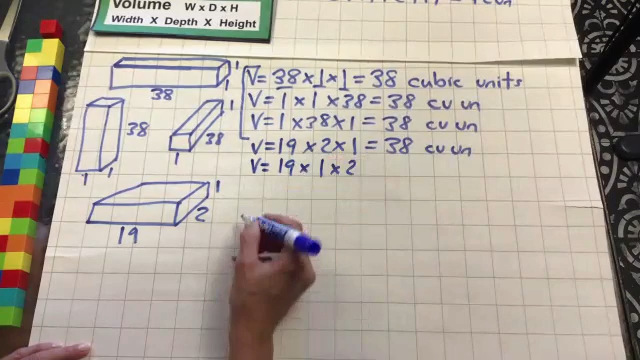 Volume W x D x H
Width X Depth X Height
V= 38 x 1 x 1 = 38 cubic units
V= 1 x 1 x 38 = 38 cu un
V= 1 x 38 x 1 = 38 cu un
V= 19 x 2 x 1 = 38 cu un
V= 19 x 1 x 2
1
1
38
38
1
1
1
38
1
1
2
19